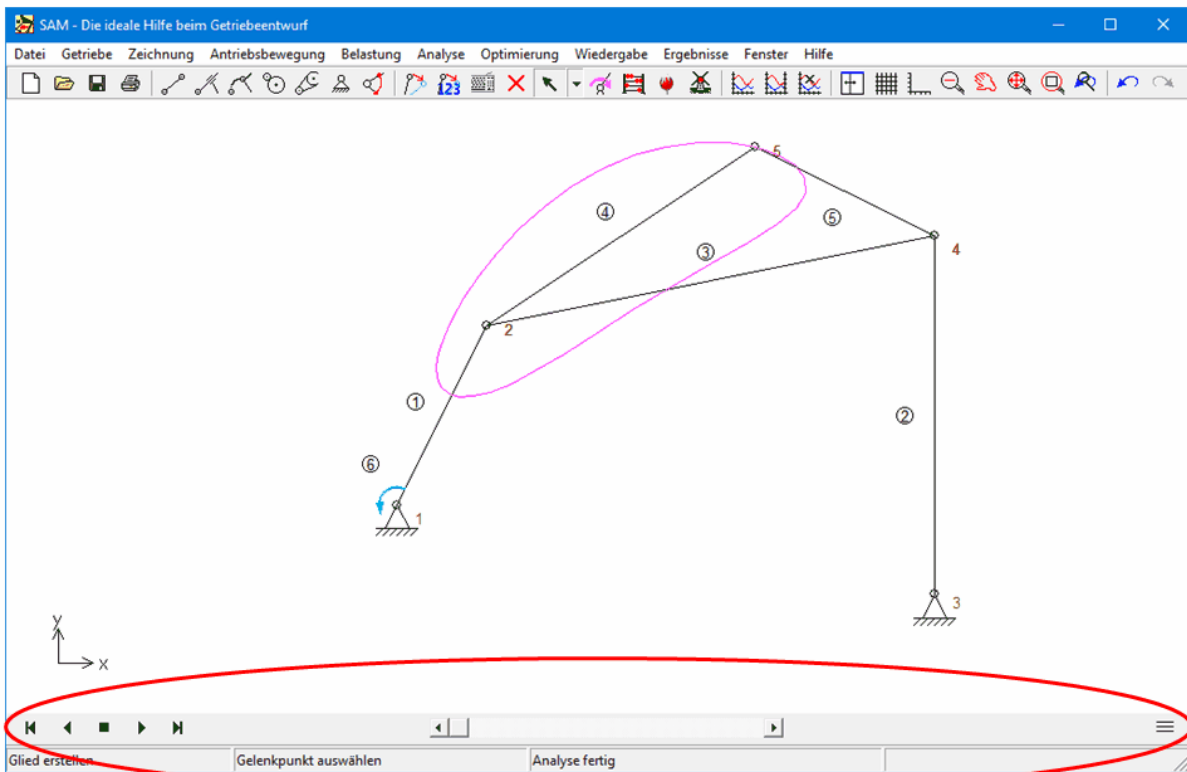 SAM - Die ideale Hilfe beim Getriebeentwurf
Datei Getriebe Zeichnung Antriebsbewegung Belastung Analyse Optimierung Wiedergabe Ergebnisse Fenster Hilfe
123
5
4
5
3
4
2
1
2
6
1
3
y
x
Glied erstellen Gelenkpunkt auswählen Analyse fertig